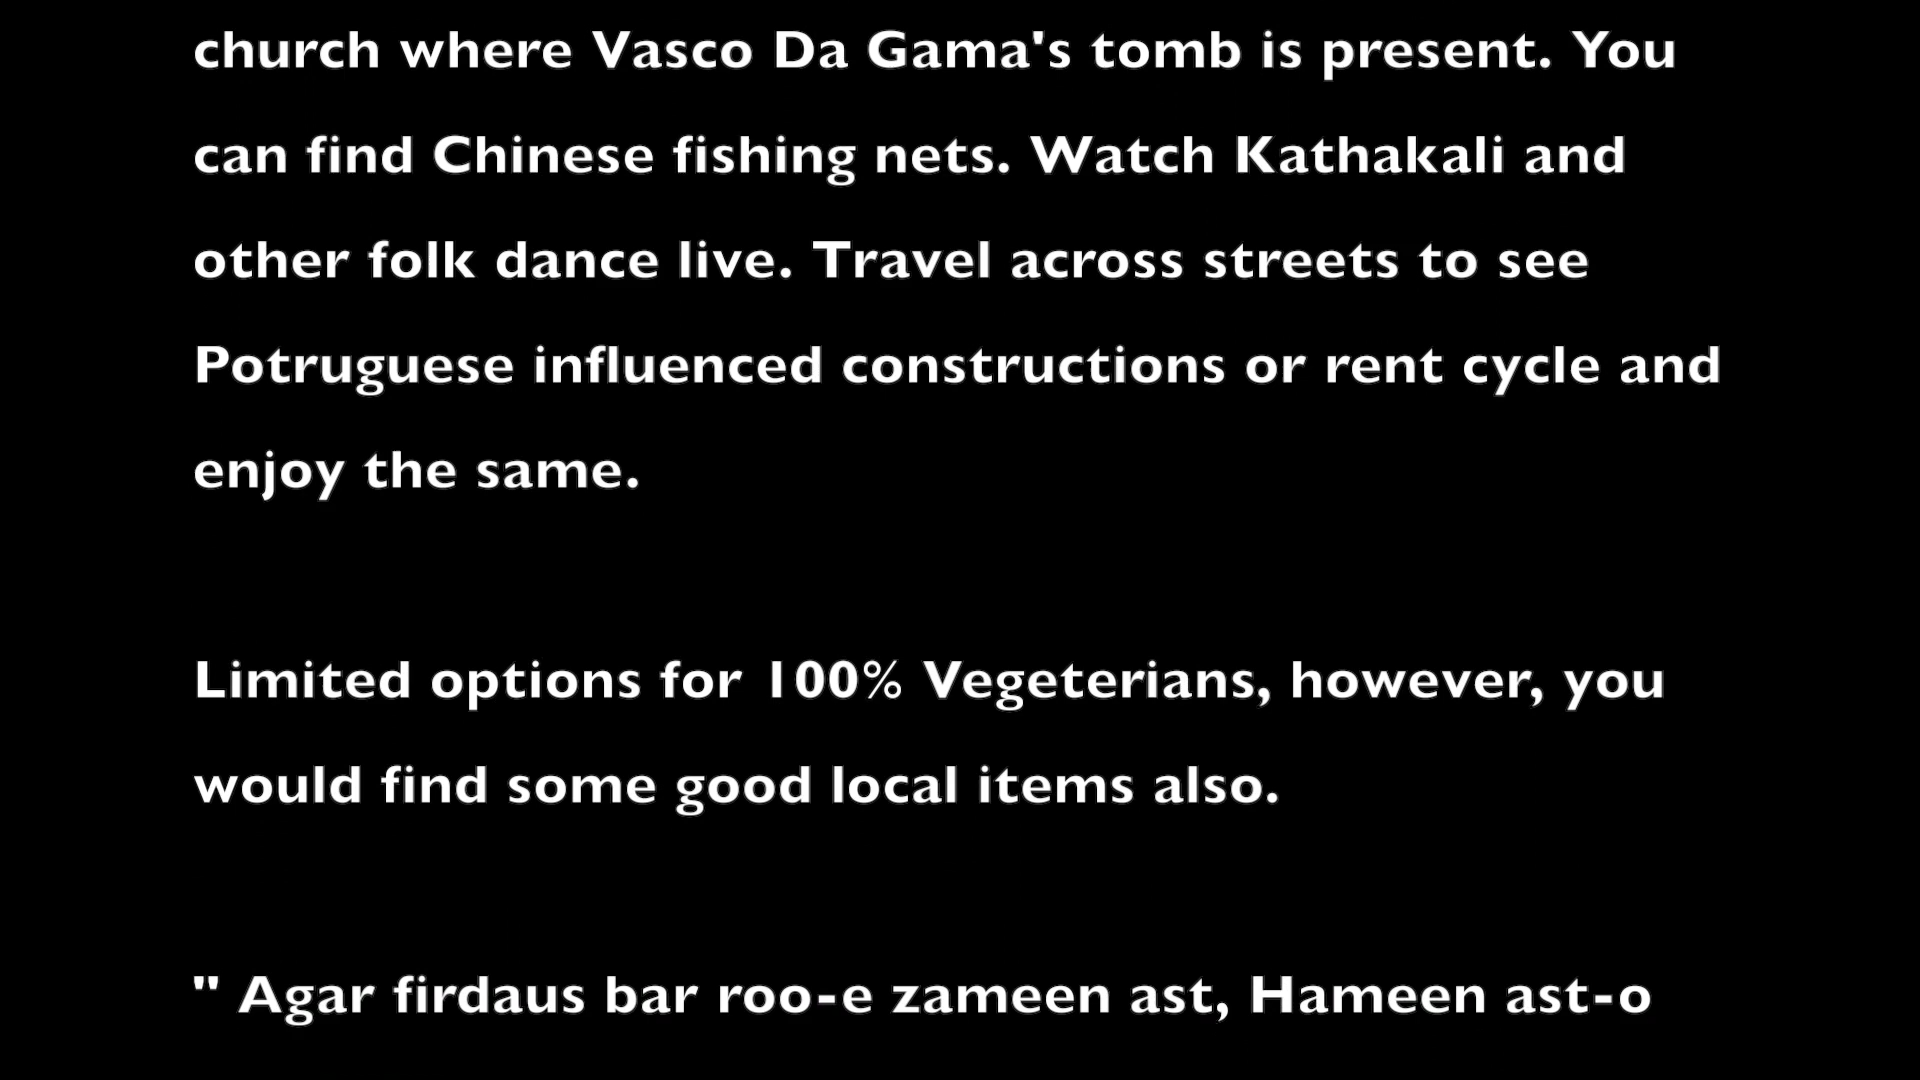 church where Vasco Da Gama's tomb is present. You
can find Chinese fishing nets. Watch Kathakali and
other folk dance live. Travel across streets to see
Potruguese influenced constructions or rent cycle and
enjoy the same.
Limited options for 100% Vegeterians, however, you
would find some good local items also.
" Agar firdaus bar roo-e zameen ast, Hameen ast-o